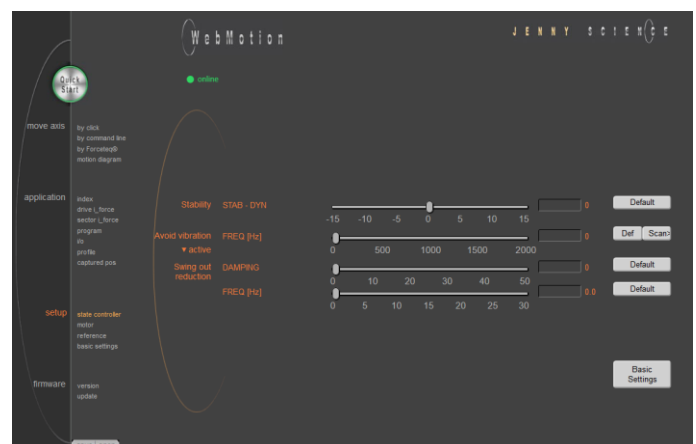 WebMotion
JENNY SCIENCE
Quick
Start
online
move axis
by click
by command line
by Forceteq®
motion diagram
application
index
drive i_force
sector i_force
program
i/o
profile
captured pos
Stability STAB - DYN 0 Default
-15 -10 -5 0 5 10 15
Avoid vibration FREQ [Hz] 0 Def Scan>
▼ active
0 500 1000 1500 2000
Swing out
reduction
DAMPING 0 Default
0 10 20 30 40 50
FREQ [Hz] 0.0 Default
0 5 10 15 20 25 30
setup
state controller
motor
reference
basic settings
Basic
Settings
firmware
version
update